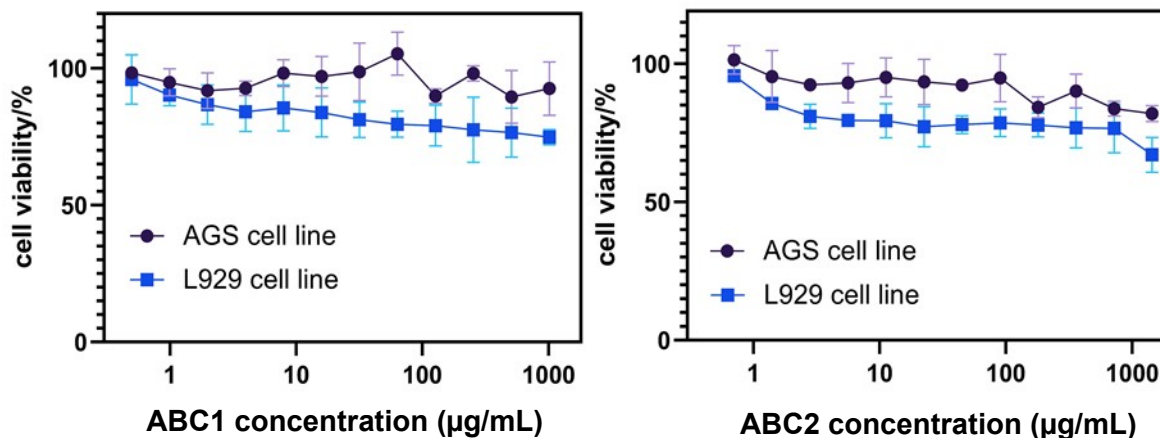 cell viability/%
100
50
0
AGS cell line
L929 cell line
1 10 100 1000
ABC1 concentration (µg/mL)
cell viability/%
100
50
0
AGS cell line
L929 cell line
1 10 100 1000
ABC2 concentration (µg/mL)